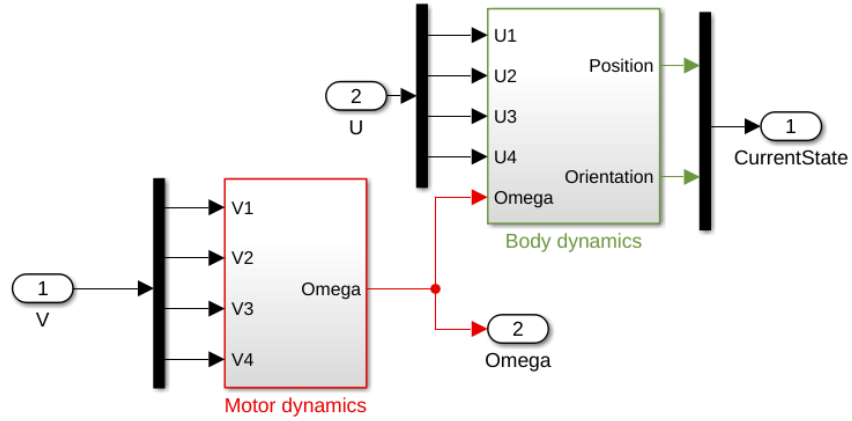 U1
2
U2
Position
U
U3
U4
Orientation
Omega
Body dynamics
1
CurrentState
1
V
V1
V2
V3
V4
Omega
Motor dynamics
2
Omega